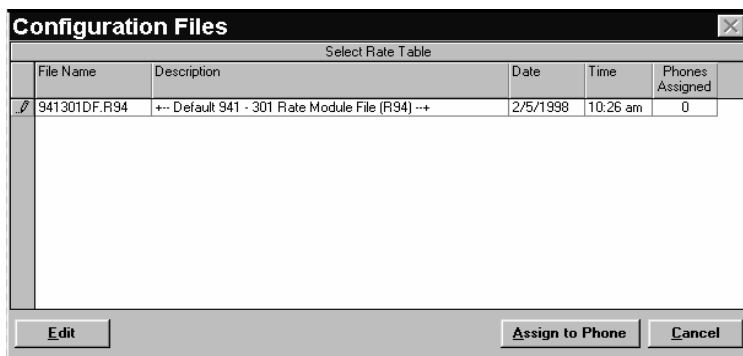 Configuration Files
Select Rate Table
File Name Description Date Time Phones Assigned
941301DF.R94 +-- Default 941 - 301 Rate Module File (R94) --+ 2/5/1998 10:26 am 0
Edit Assign to Phone Cancel